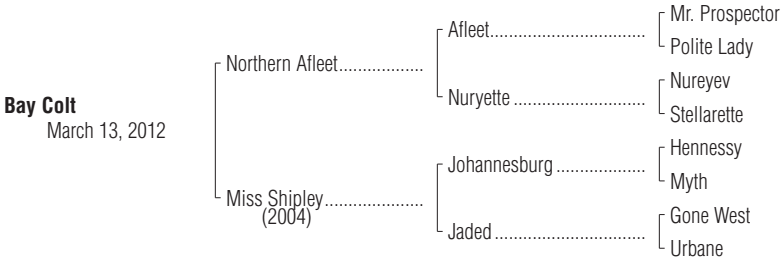 Mr. Prospector
Afleet
Polite Lady
Northern Afleet
Nureyev
Nuryette
Stellarette
Bay Colt
March 13, 2012
Hennessy
Johannesburg
Myth
Miss Shipley
(2004)
Gone West
Jaded
Urbane